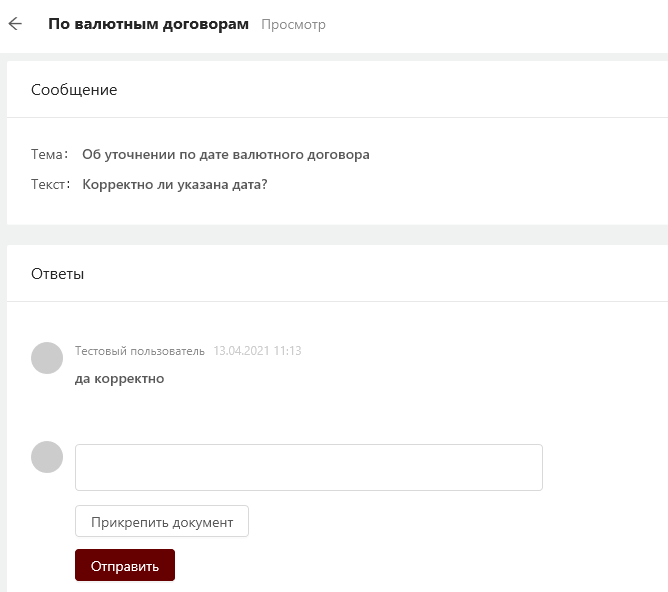 По валютным договорам Просмотр
Сообщение
Тема: Об уточнении по дате валютного договора
Текст: Корректно ли указана дата?
Ответы
Тестовый пользователь 13.04.2021 11:13
да корректно
Прикрепить документ
Отправить